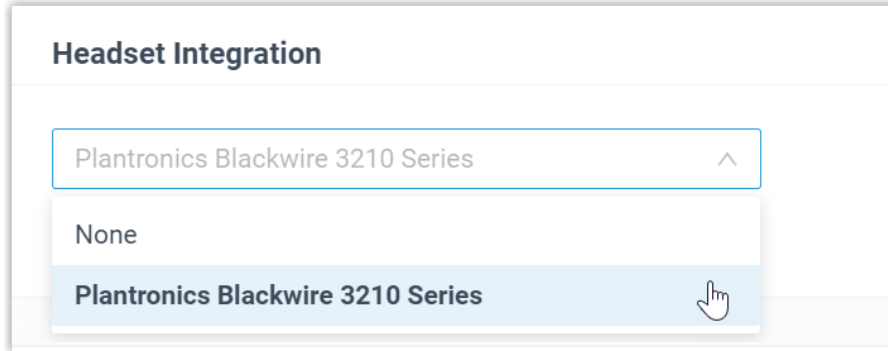 Headset Integration
Plantronics Blackwire 3210 Series
None
Plantronics Blackwire 3210 Series